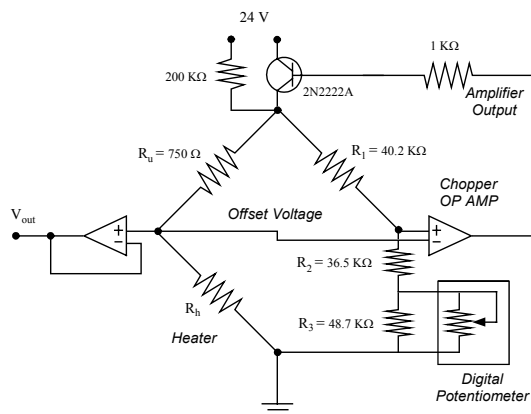 24 V
1 KΩ
200 KΩ
2N2222A
Amplifier
Output
Ru = 750 Ω
R1 = 40.2 KΩ
Chopper
OP AMP
Vout
Offset Voltage
+
−
+
−
R2 = 36.5 KΩ
Rh
R3 = 48.7 KΩ
Heater
Digital
Potentiometer